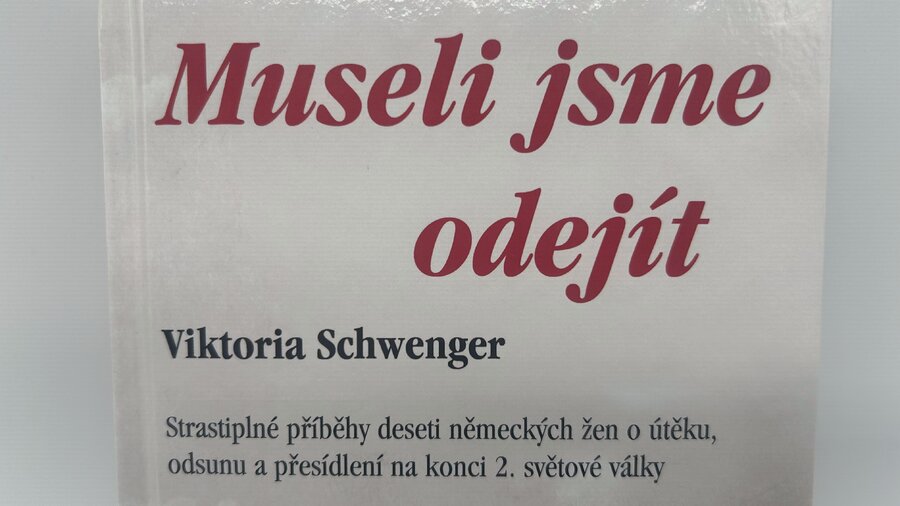 Museli jsme
odejít
Viktoria Schwenger
Strastiplné příběhy deseti německých žen o útěku,
odsunu a přesídlení na konci 2. světové války